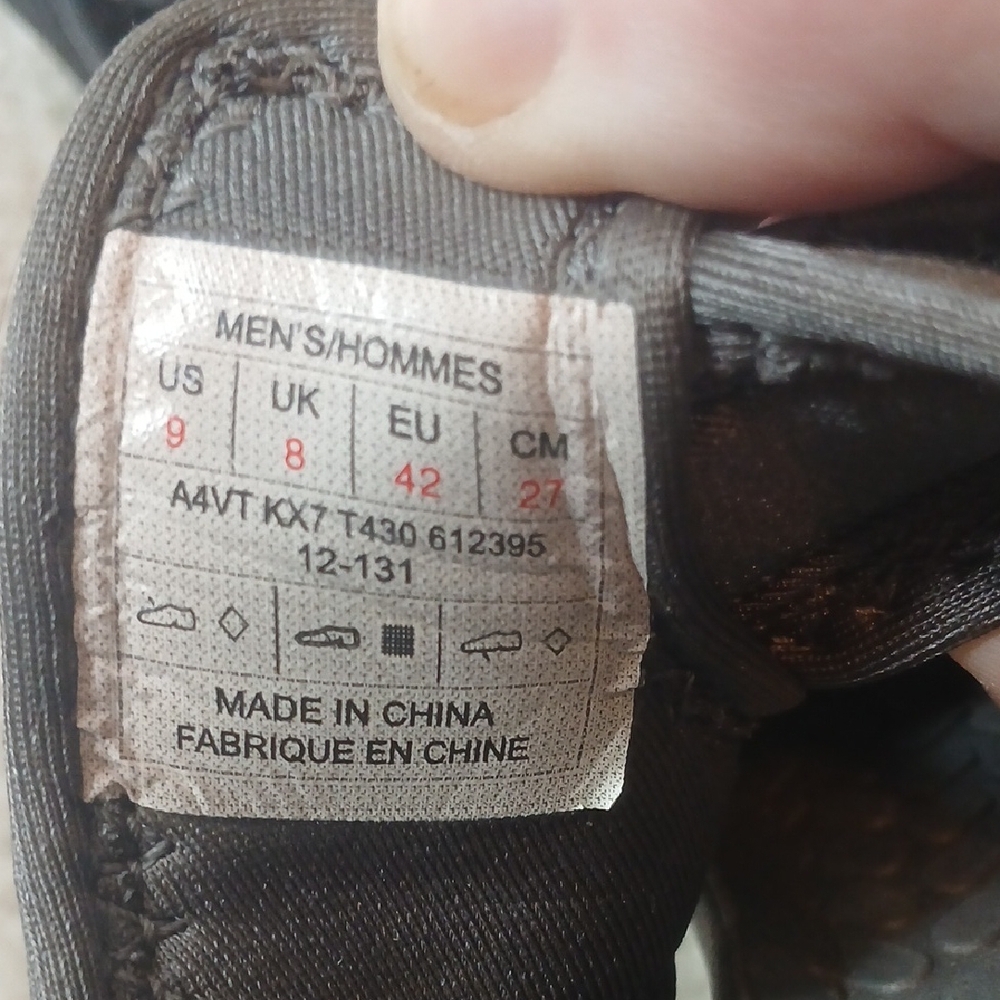 MEN'S/HOMMES
US UK EU CM
9 8 42 27
A4VT KX7 T430 612395
12-131
MADE IN CHINA
FABRIQUE EN CHINE